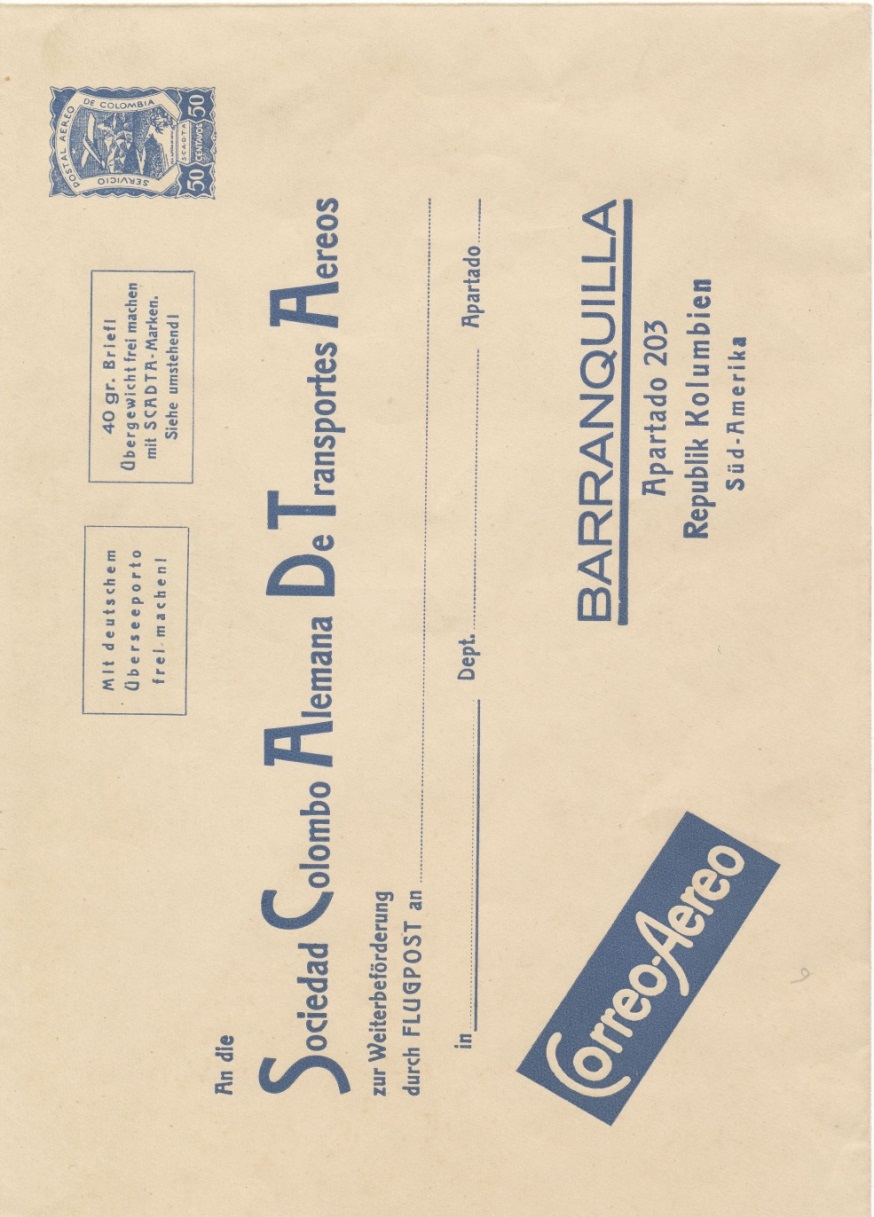 SERVICIO POSTAL AEREO DE COLOMBIA
SCADTA
50 CENTAVOS 50
Mit deutschem
Überseeporto
frei machen!
40 gr. Brief!
Übergewicht frei machen
mit SCADTA-Marken.
Siehe umstehend!
An die
Sociedad Colombo Alemana De Transportes Aereos
zur Weiterbeförderung
durch FLUGPOST an
in Dept. Apartado
BARRANQUILLA
Apartado 203
Republik Kolumbien
Süd-Amerika
Correo-Aereo